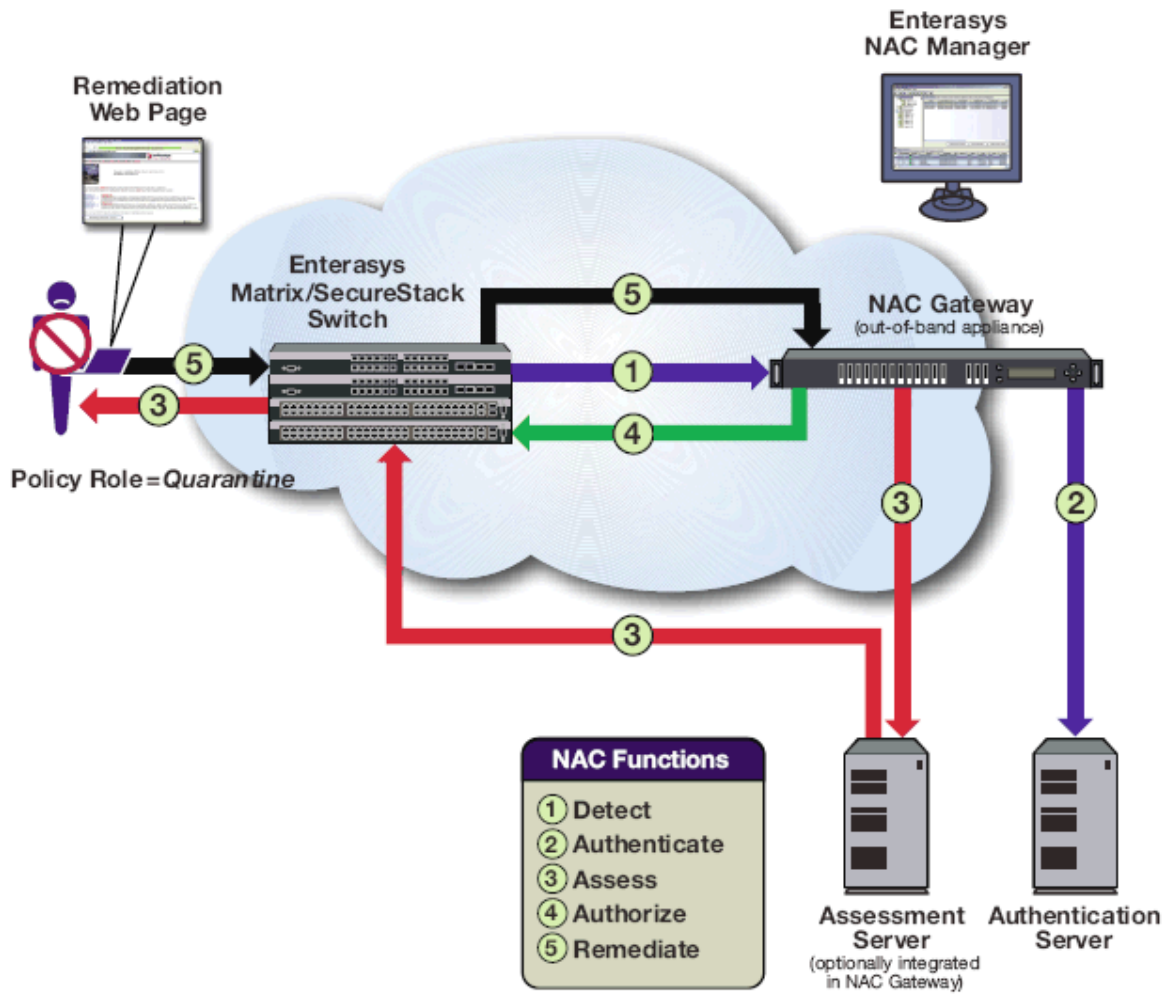 Enterasys
NAC Manager
Remediation
Web Page
Enterasys
Matrix/SecureStack
Switch
NAC Gateway
(out-of-band appliance)
5
5
1
3
4
Policy Role=Quarantine
3
2
3
NAC Functions
1 Detect
2 Authenticate
3 Assess
4 Authorize
5 Remediate
Assessment
Server
(optionally integrated
in NAC Gateway)
Authentication
Server